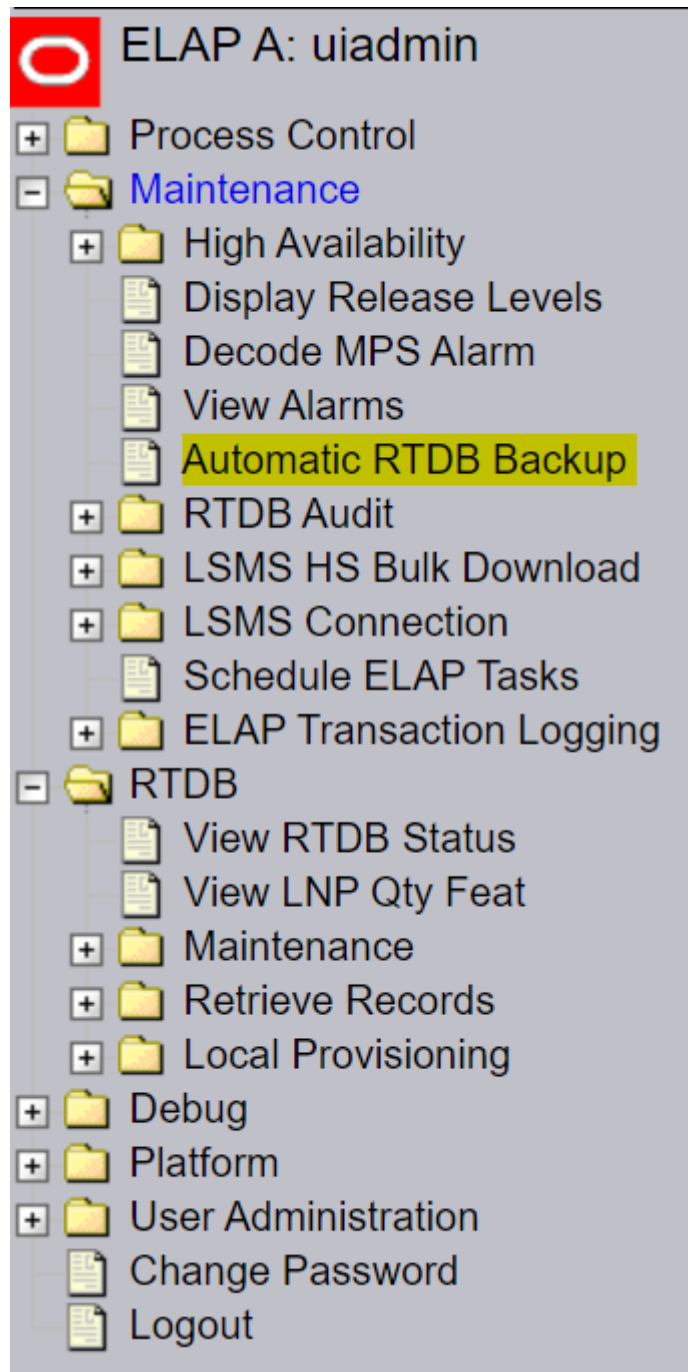 ELAP A: uiadmin
Process Control
Maintenance
High Availability
Display Release Levels
Decode MPS Alarm
View Alarms
Automatic RTDB Backup
RTDB Audit
LSMS HS Bulk Download
LSMS Connection
Schedule ELAP Tasks
ELAP Transaction Logging
RTDB
View RTDB Status
View LNP Qty Feat
Maintenance
Retrieve Records
Local Provisioning
Debug
Platform
User Administration
Change Password
Logout